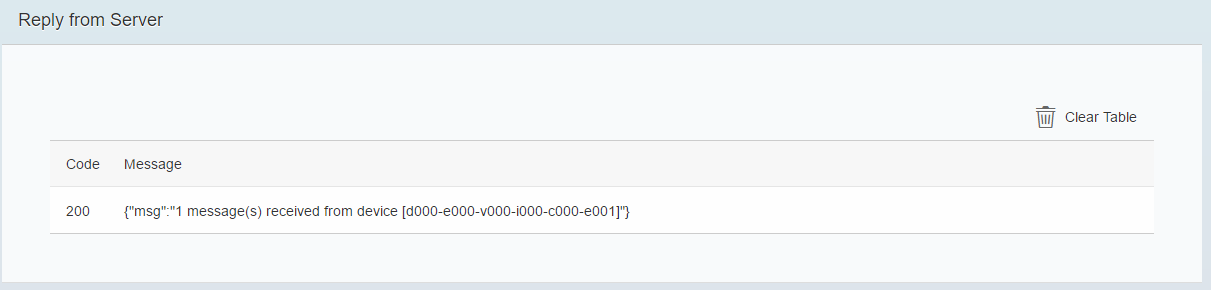 Reply from Server
Clear Table
Code Message
200 {"msg":"1 message(s) received from device [d000-e000-v000-i000-c000-e001]"}